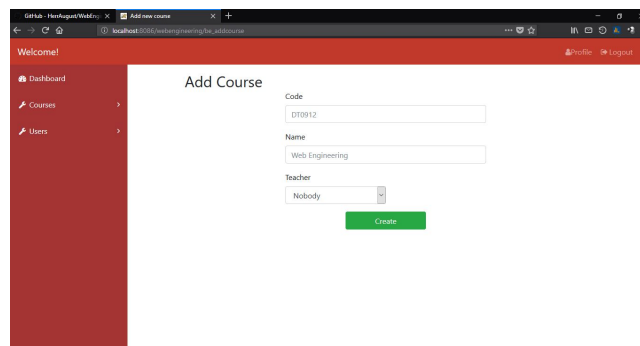 GitHub - HenAugust/WebEngi
Add new course
localhost:8086/webengineering/be_addcourse
Welcome!
Profile
Logout
Dashboard
Courses
Users
Add Course
Code
DT0912
Name
Web Engineering
Teacher
Nobody
Create